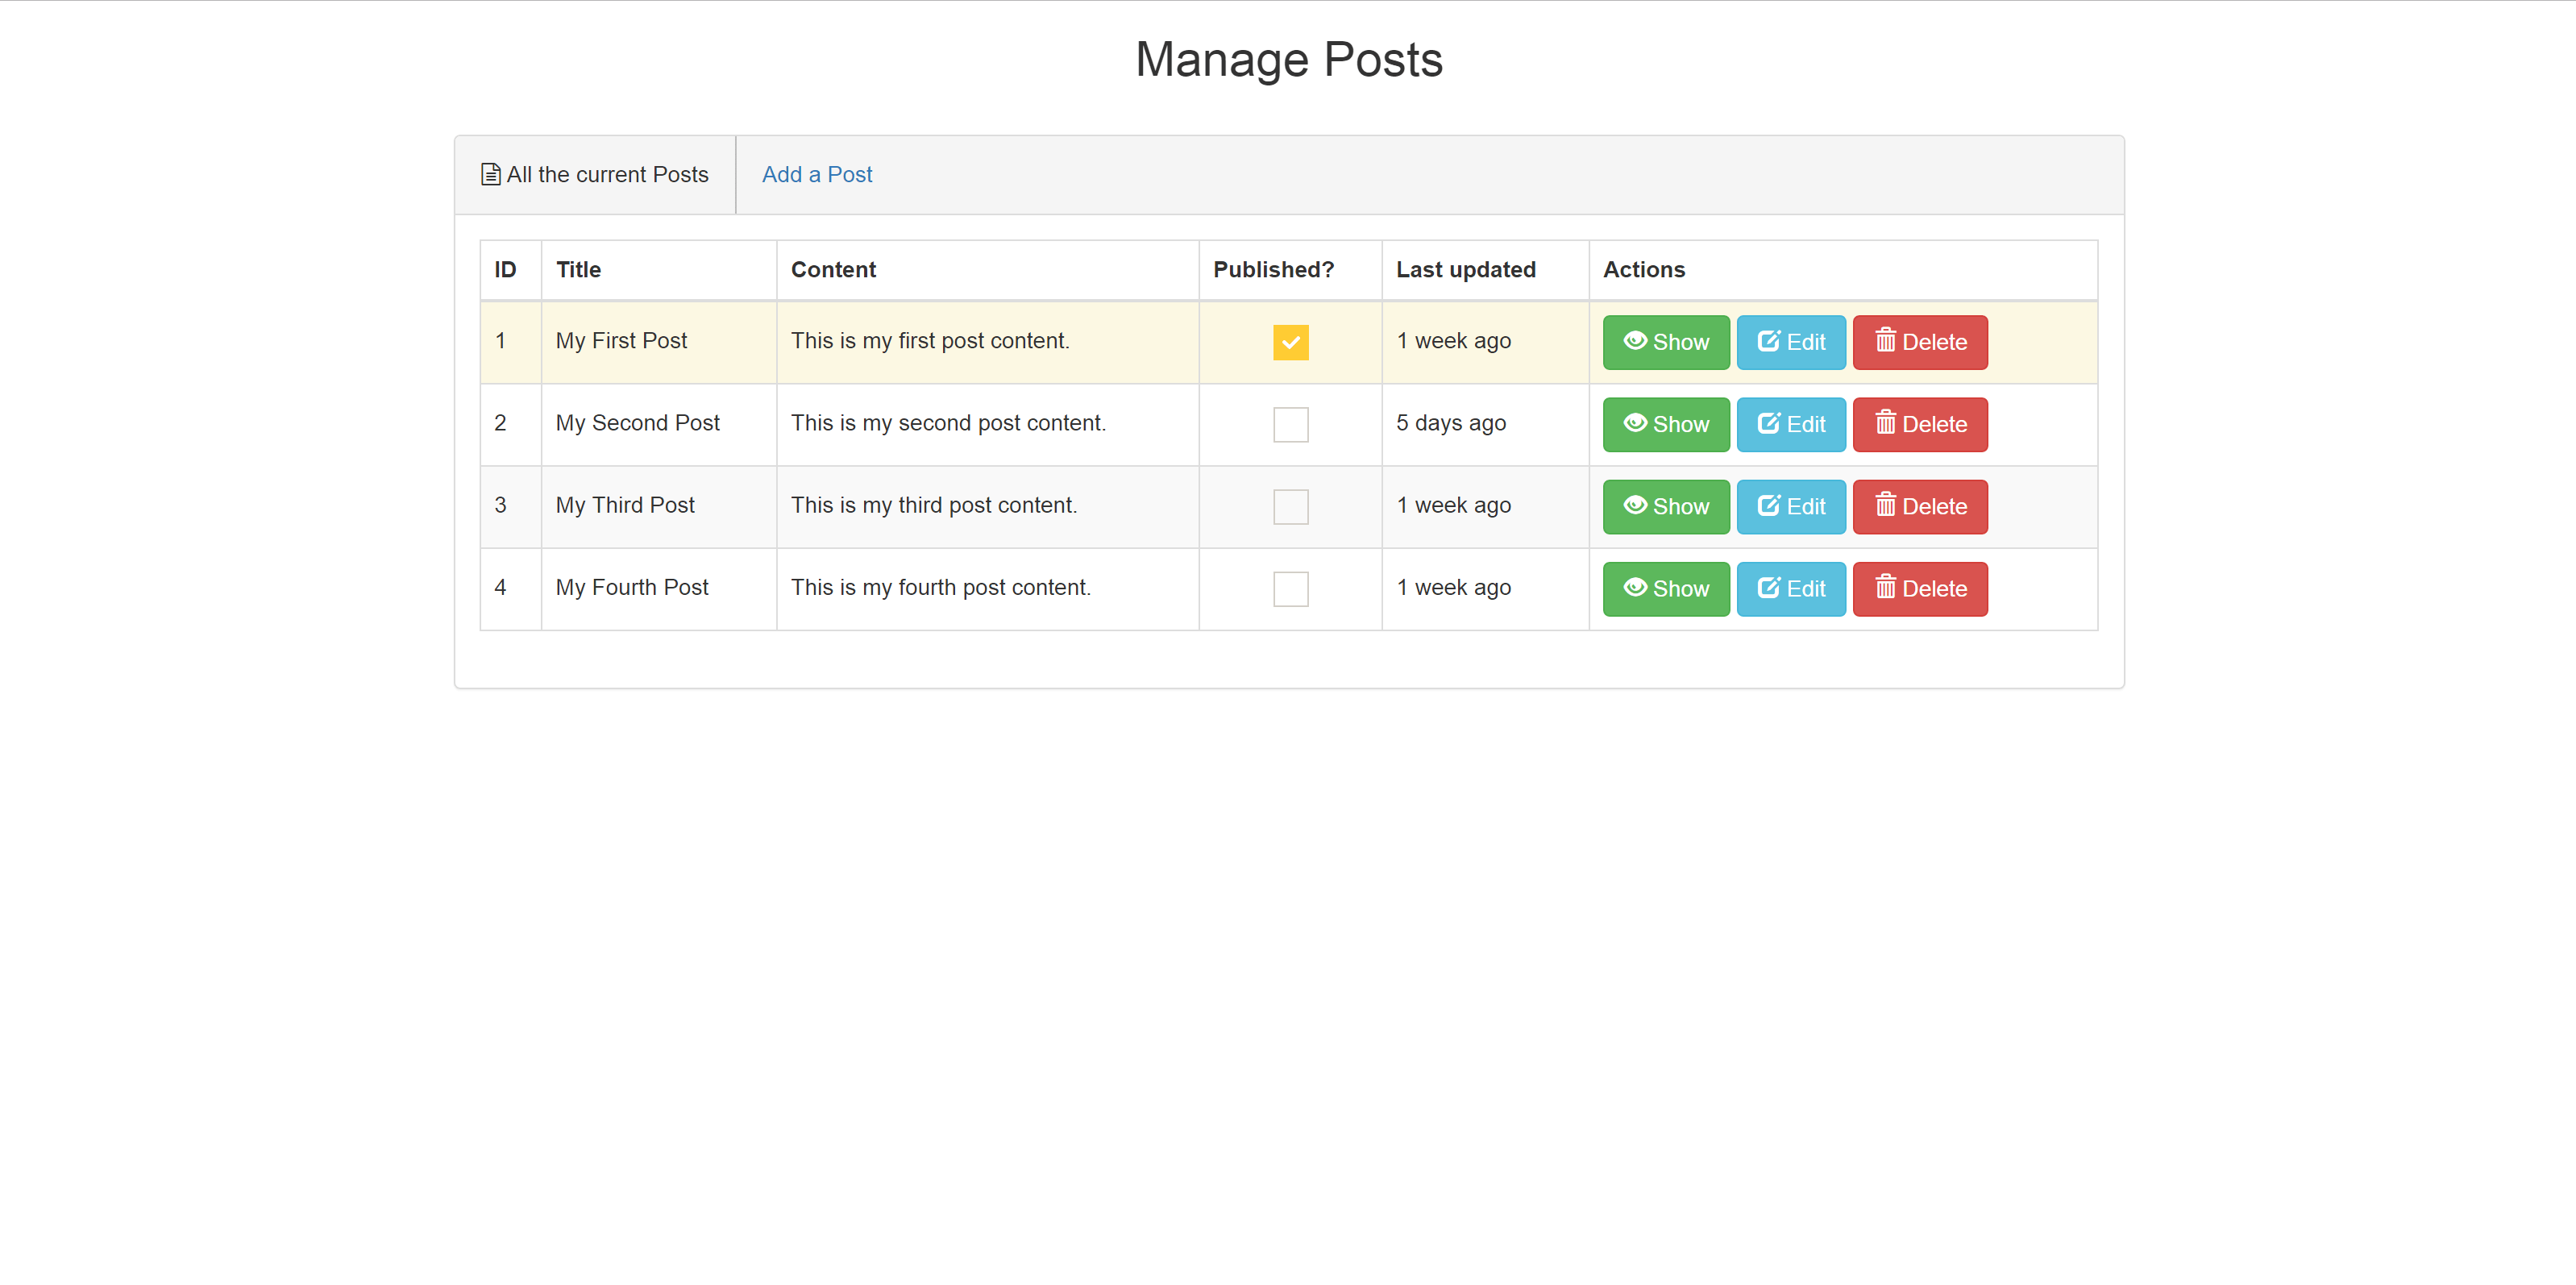 Manage Posts
All the current Posts Add a Post
ID Title Content Published? Last updated Actions
1 My First Post This is my first post content. 1 week ago Show Edit Delete
2 My Second Post This is my second post content. 5 days ago Show Edit Delete
3 My Third Post This is my third post content. 1 week ago Show Edit Delete
4 My Fourth Post This is my fourth post content. 1 week ago Show Edit Delete